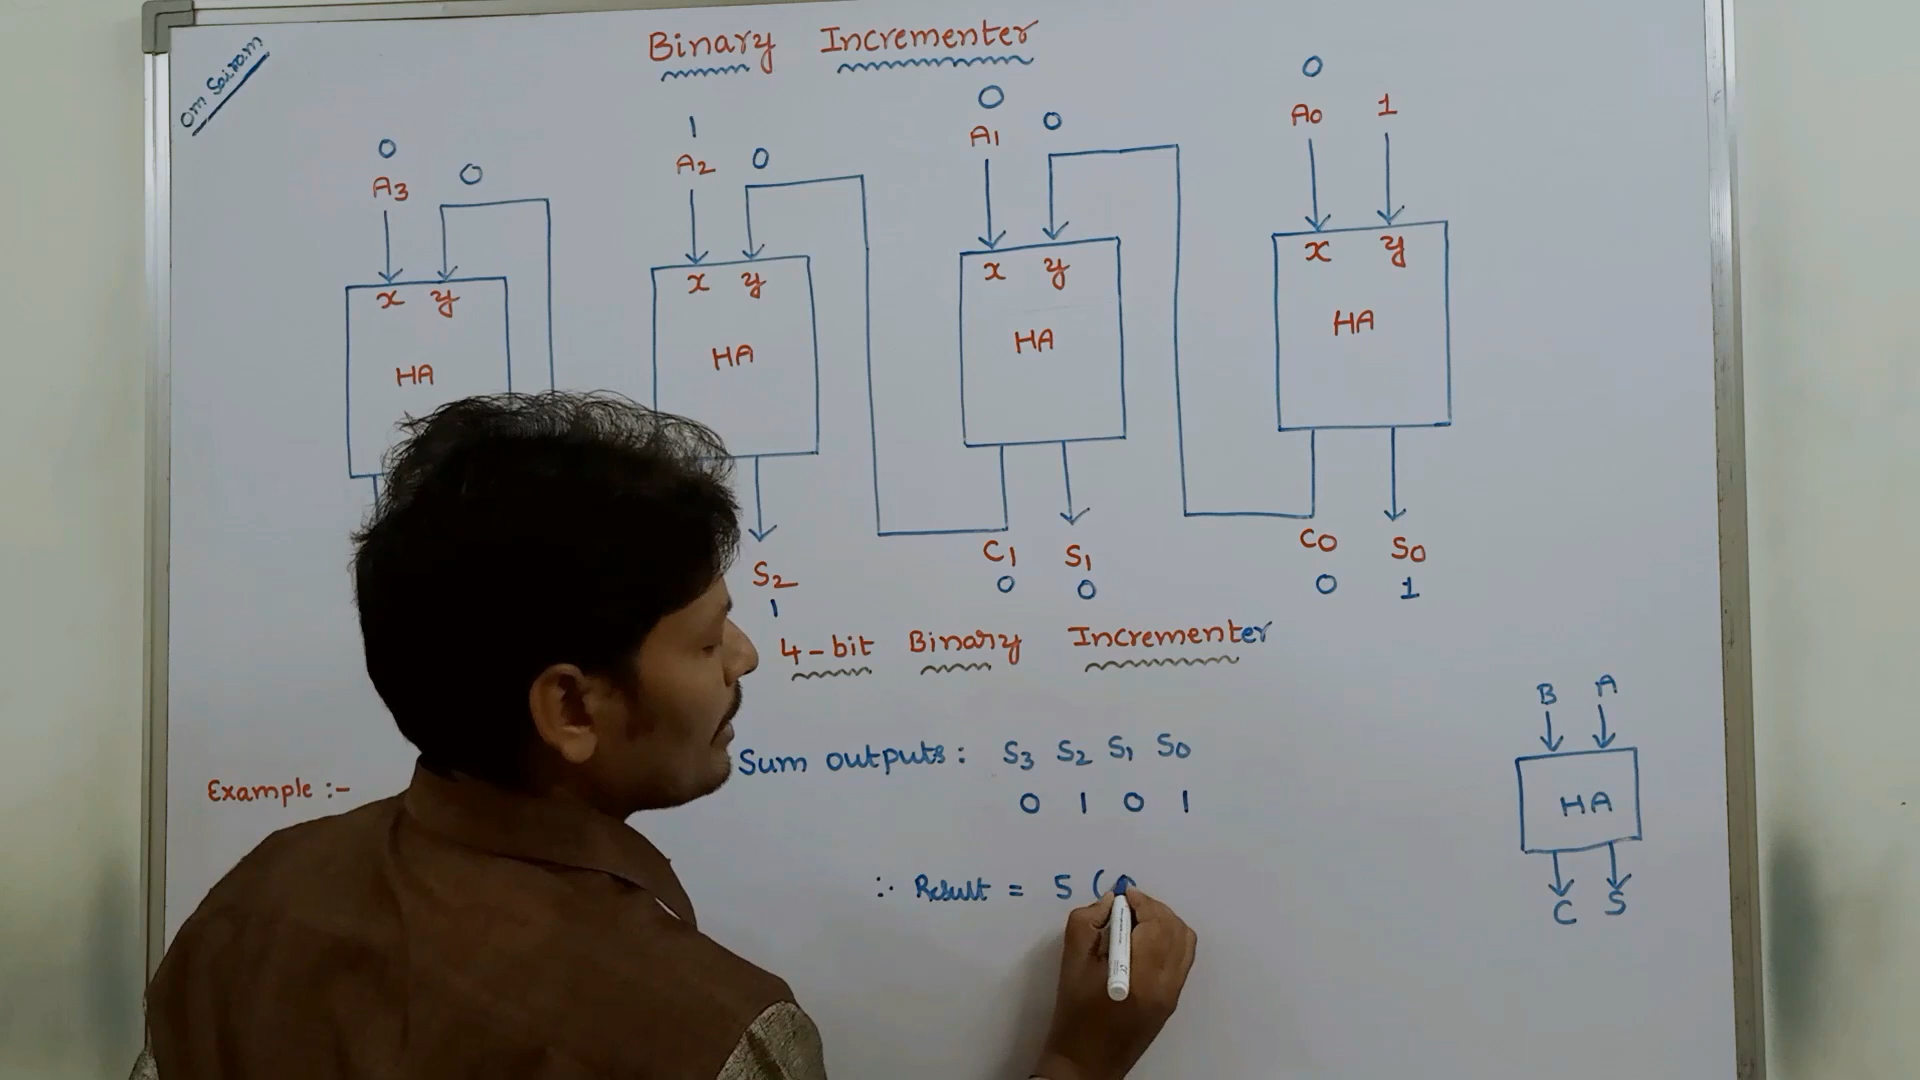 Om Sairam
Binary Incrementer
0 1 0 0
A3 0 A2 0 A1 0 A0 1
x y x y x y x y
HA HA HA HA
S2 C1 S1 C0 S0
1 0 0 0 1
4-bit Binary Incrementer
B A
HA
C S
Example :-
Sum outputs: S3 S2 S1 S0
0 1 0 1
∴ Result = 5 (